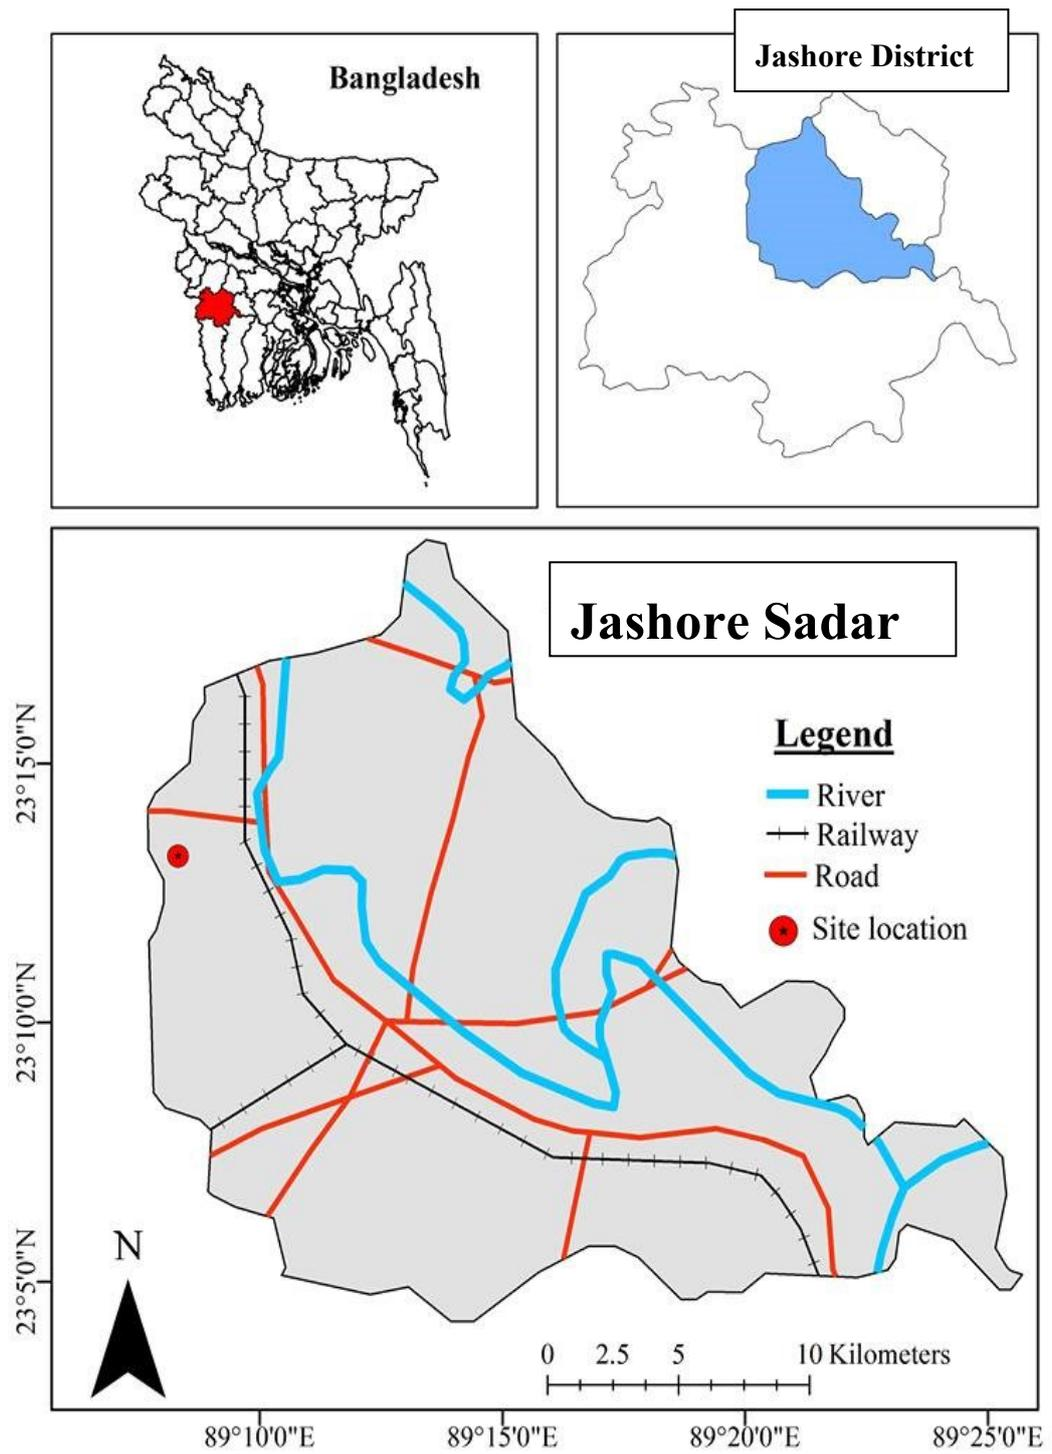 Bangladesh
Jashore District
Jashore Sadar
Legend
River
Railway
Road
Site location
23°15'0"N
23°10'0"N
23°5'0"N
N
0 2.5 5 10 Kilometers
89°10'0"E 89°15'0"E 89°20'0"E 89°25'0"E